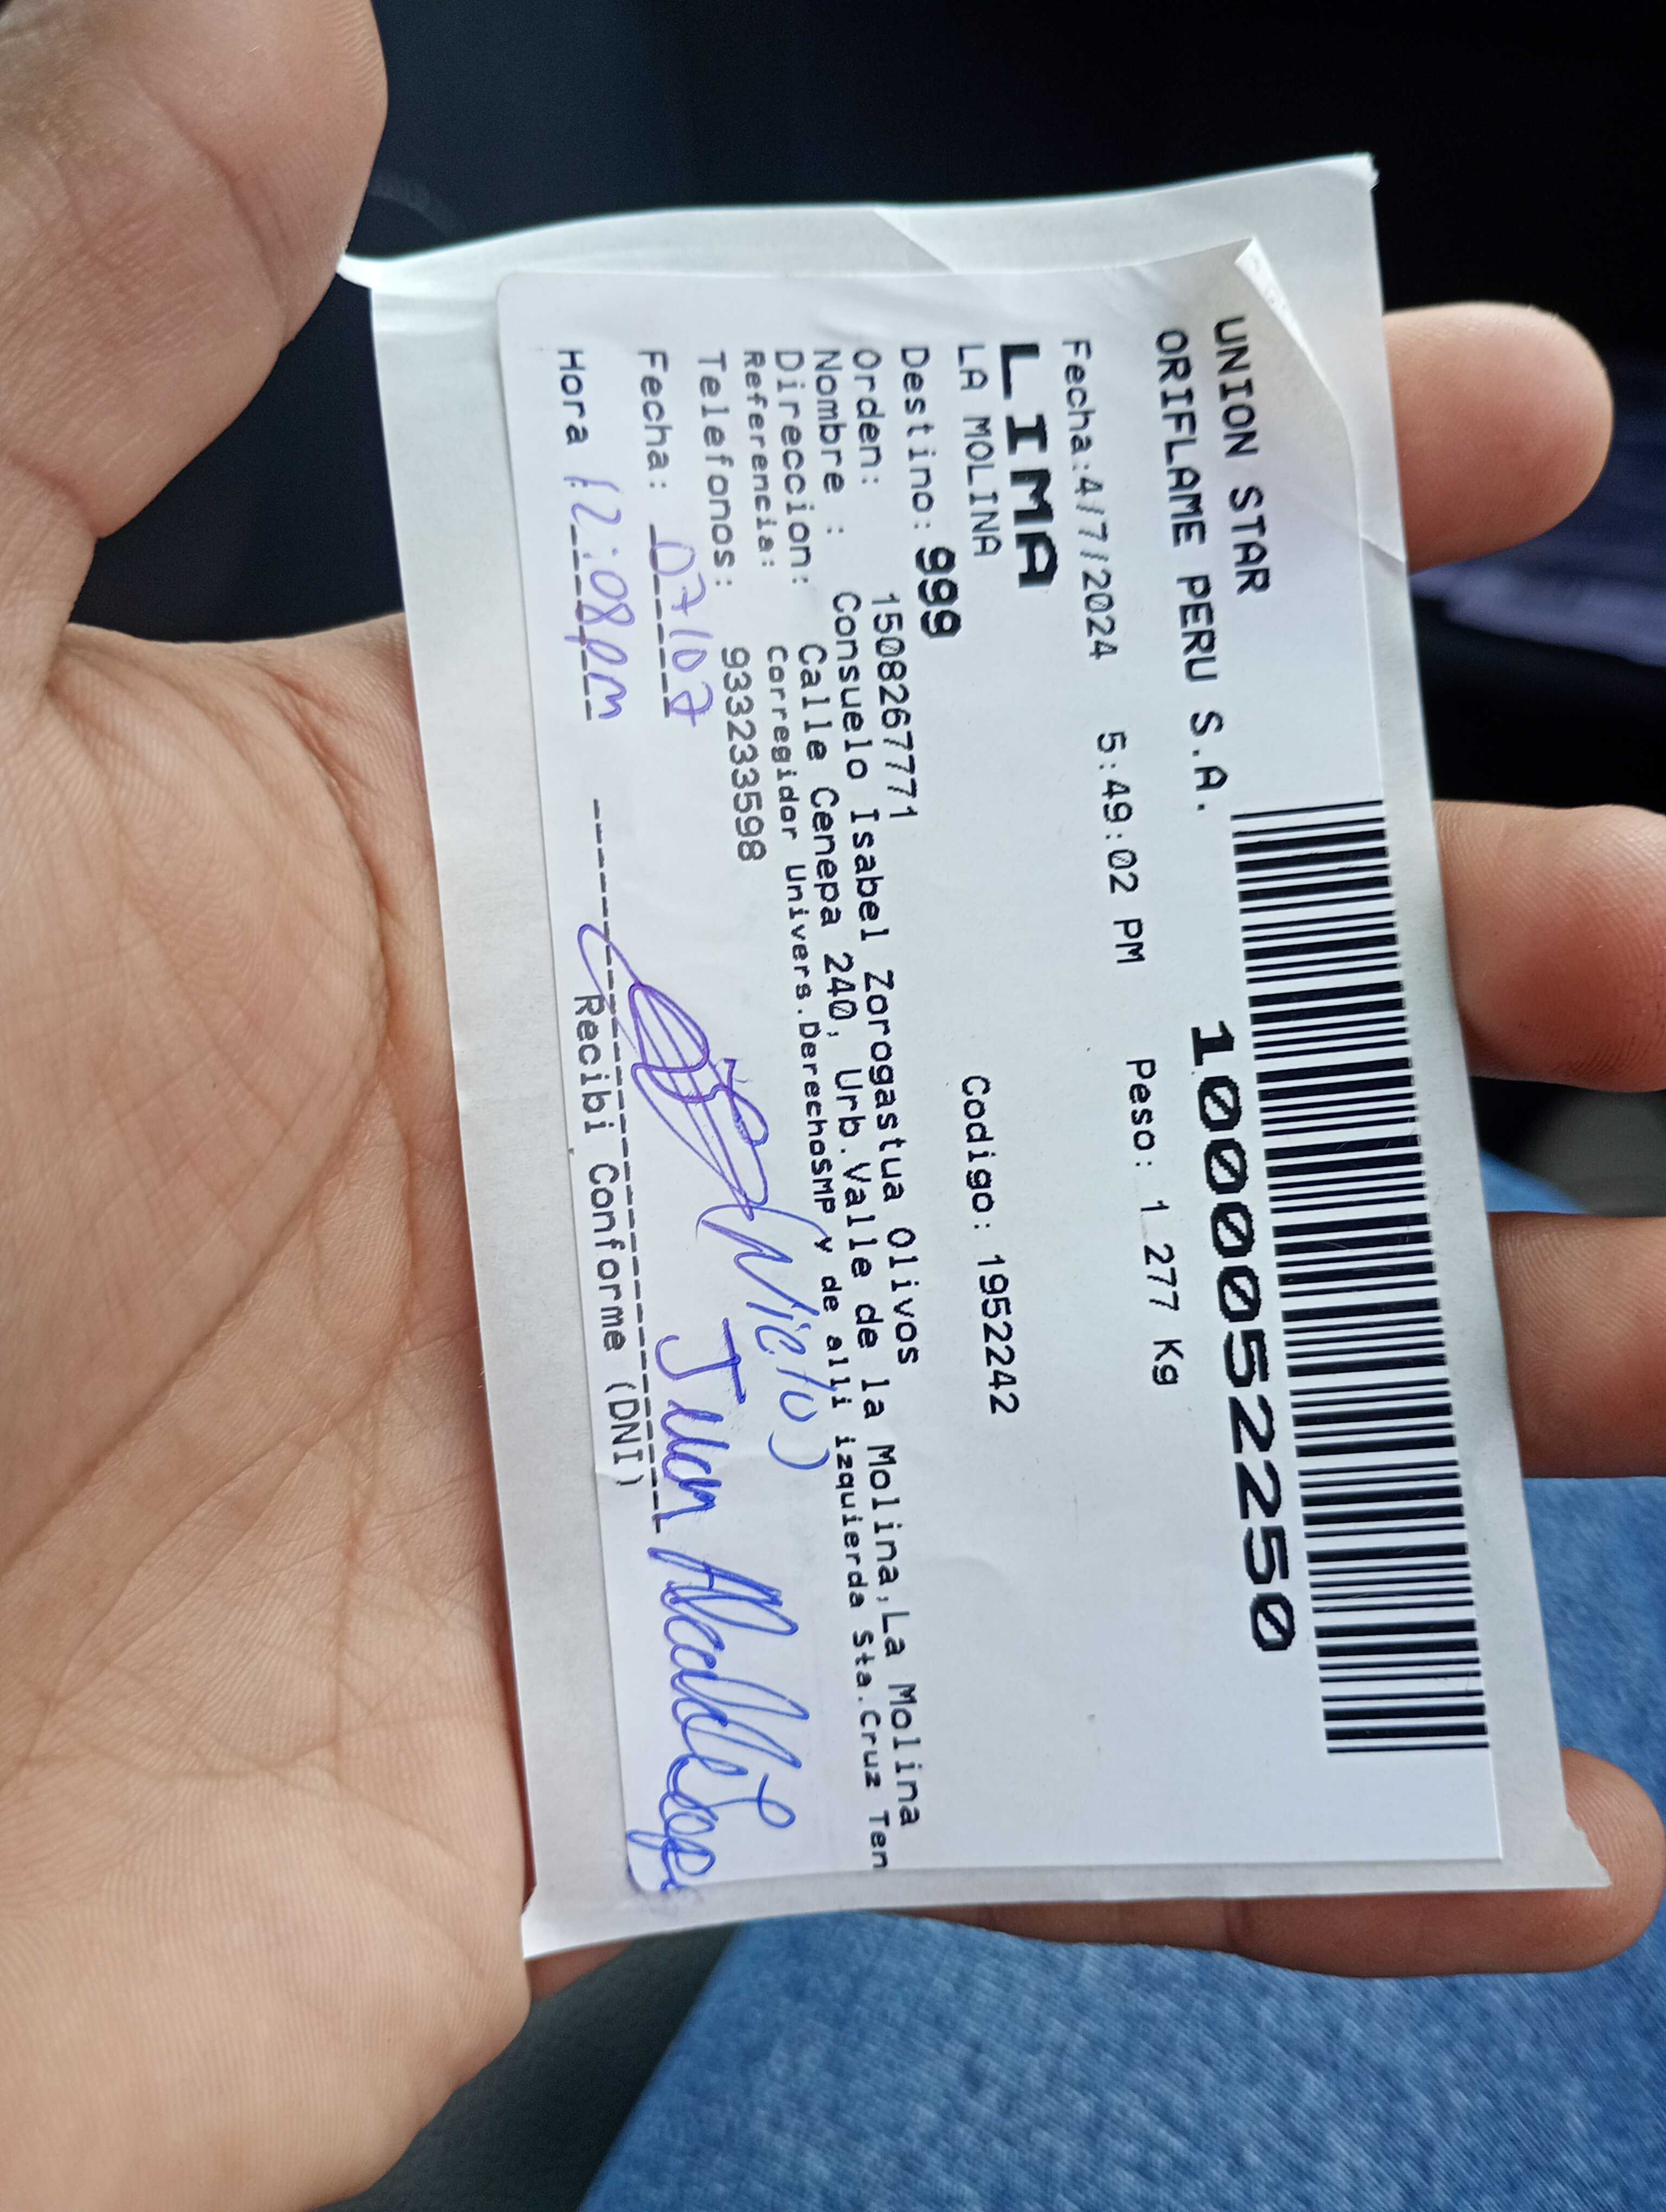 UNION STAR
ORIFLAME PERU S.A.
10000522250
Fecha:4/7/2024 5:49:02 PM Peso: 1.277 Kg
LIMA
LA MOLINA
Destino: 999 Codigo: 1952242
Orden: 1508267771
Nombre : Consuelo Isabel Zorogastua Olivos
Direccion: Calle Cenepa 240, Urb.Valle de la Molina,La Molina
Referencia: Corregidor Univers.DerechoSMP y de alli izquierda Sta.Cruz Ten
Telefonos: 933233598
Fecha: 07/07
(Nieto)
Juan
Hora 12:08pm
Recibi Conforme (DNI)